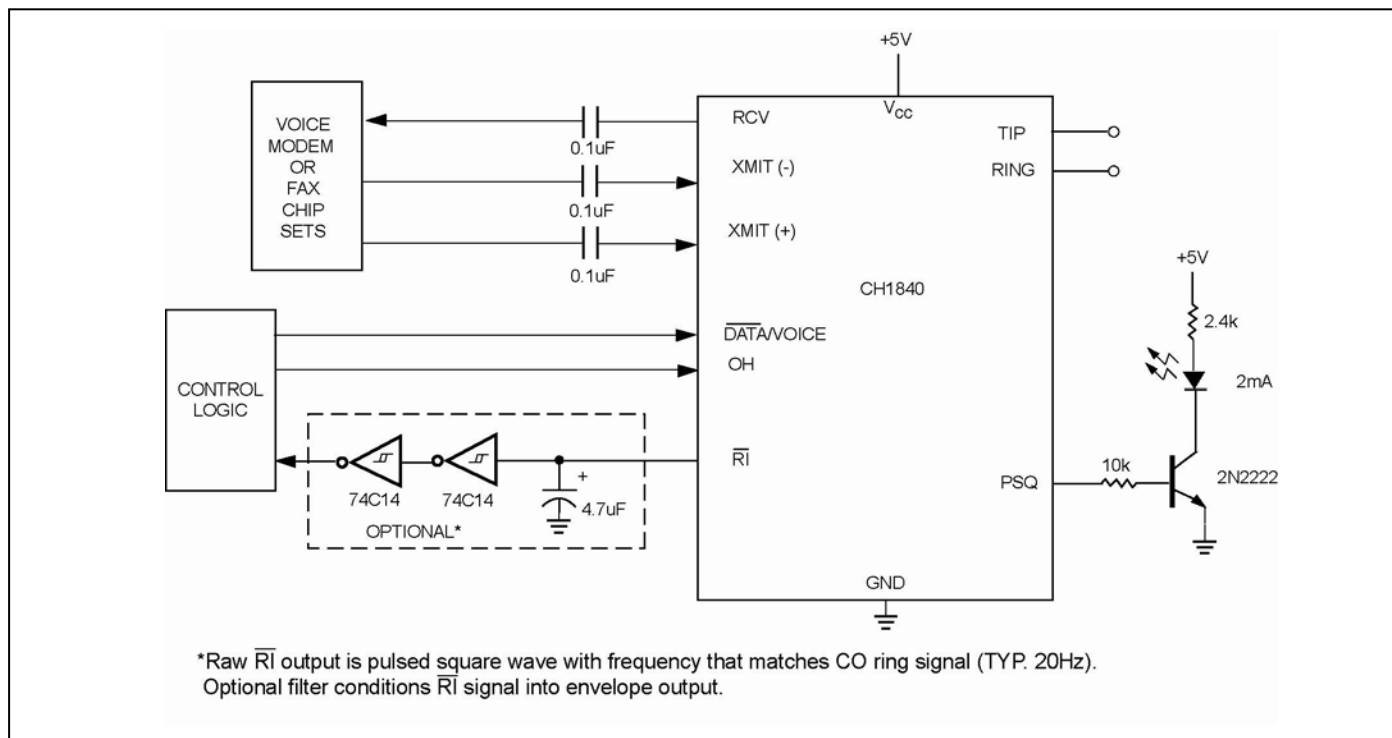 +5V
VOICE
MODEM
OR
FAX
CHIP
SETS
0.1uF
0.1uF
0.1uF
RCV
XMIT (-)
XMIT (+)
VCC
TIP
RING
CH1840
DATA/VOICE
OH
RI
PSQ
GND
CONTROL
LOGIC
74C14
74C14
+
4.7uF
OPTIONAL*
+5V
2.4k
2mA
10k
2N2222
*Raw RI output is pulsed square wave with frequency that matches CO ring signal (TYP. 20Hz).
Optional filter conditions RI signal into envelope output.